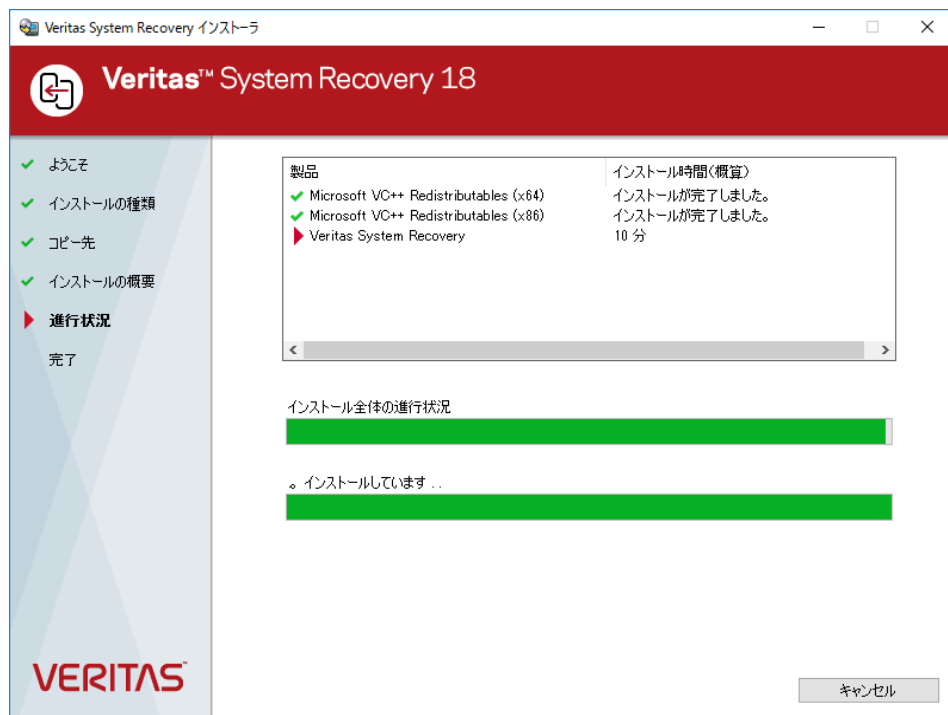 Veritas System Recovery インストーラ
Veritas™ System Recovery 18
ようこそ
インストールの種類
コピー先
インストールの概要
進行状況
完了
製品 インストール時間(概算)
Microsoft VC++ Redistributables (x64) インストールが完了しました。
Microsoft VC++ Redistributables (x86) インストールが完了しました。
Veritas System Recovery 10 分
インストール全体の進行状況
。インストールしています . .
VERITAS™
キャンセル